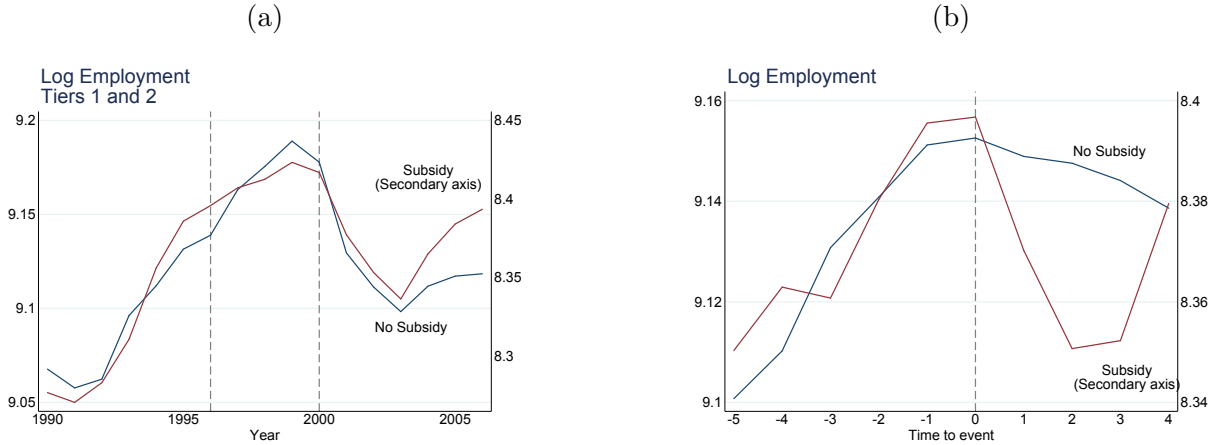 (a)
Log Employment
Tiers 1 and 2
9.2
9.15
9.1
9.05
8.45
8.4
8.35
8.3
Subsidy
(Secondary axis)
No Subsidy
1990 1995 2000 2005
Year
(b)
Log Employment
9.16
9.14
9.12
9.1
8.4
8.38
8.36
8.34
No Subsidy
Subsidy
(Secondary axis)
-5 -4 -3 -2 -1 0 1 2 3 4
Time to event